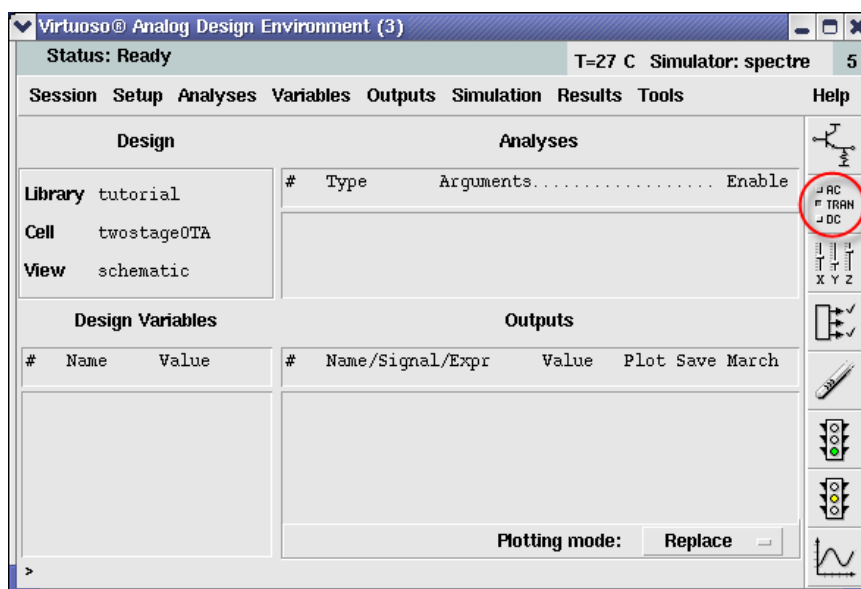 Virtuoso® Analog Design Environment (3)
Status: Ready
T=27 C Simulator: spectre 5
Session Setup Analyses Variables Outputs Simulation Results Tools Help
Design
Analyses
Library tutorial
Cell twostageOTA
View schematic
# Type Arguments................... Enable
AC
TRAN
DC
X Y Z
Design Variables
Outputs
# Name Value
# Name/Signal/Expr Value Plot Save March
Plotting mode: Replace
>